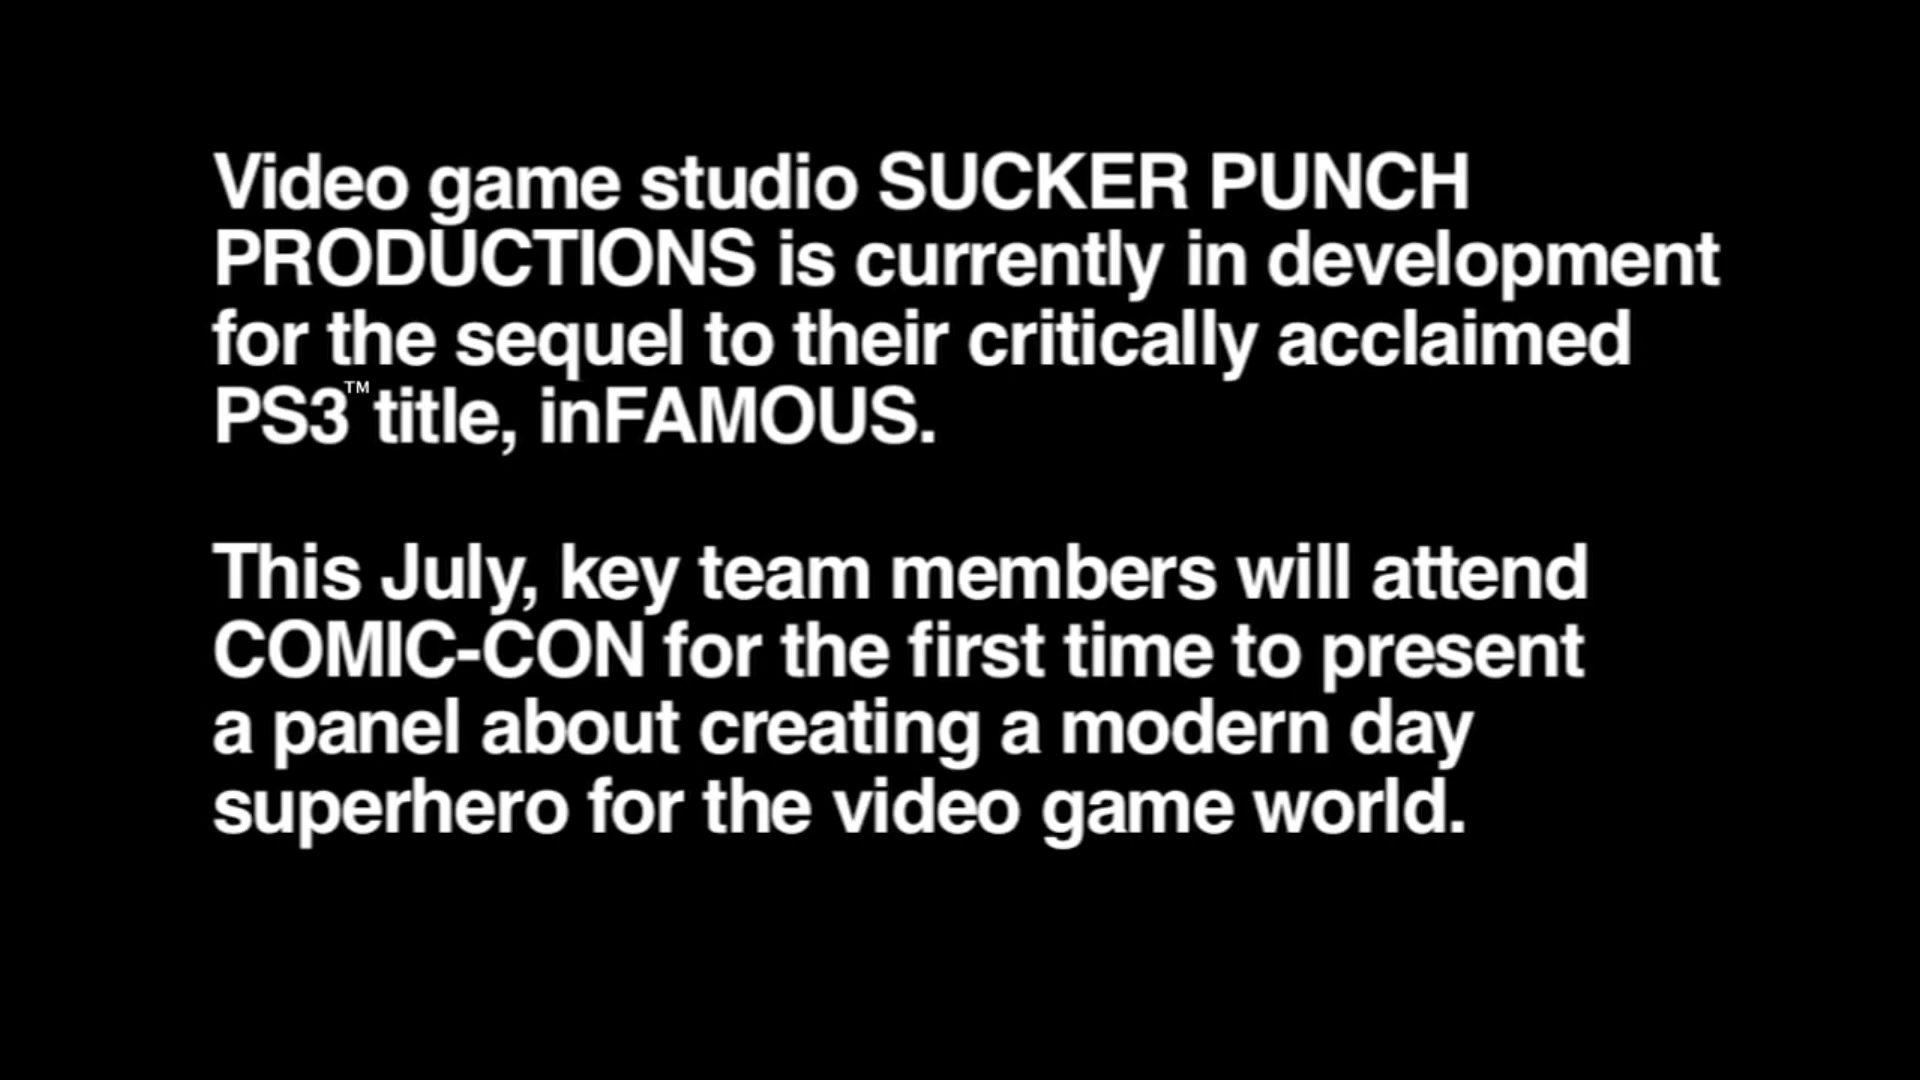 Video game studio SUCKER PUNCH
PRODUCTIONS is currently in development
for the sequel to their critically acclaimed
PS3™ title, inFAMOUS.
This July, key team members will attend
COMIC-CON for the first time to present
a panel about creating a modern day
superhero for the video game world.